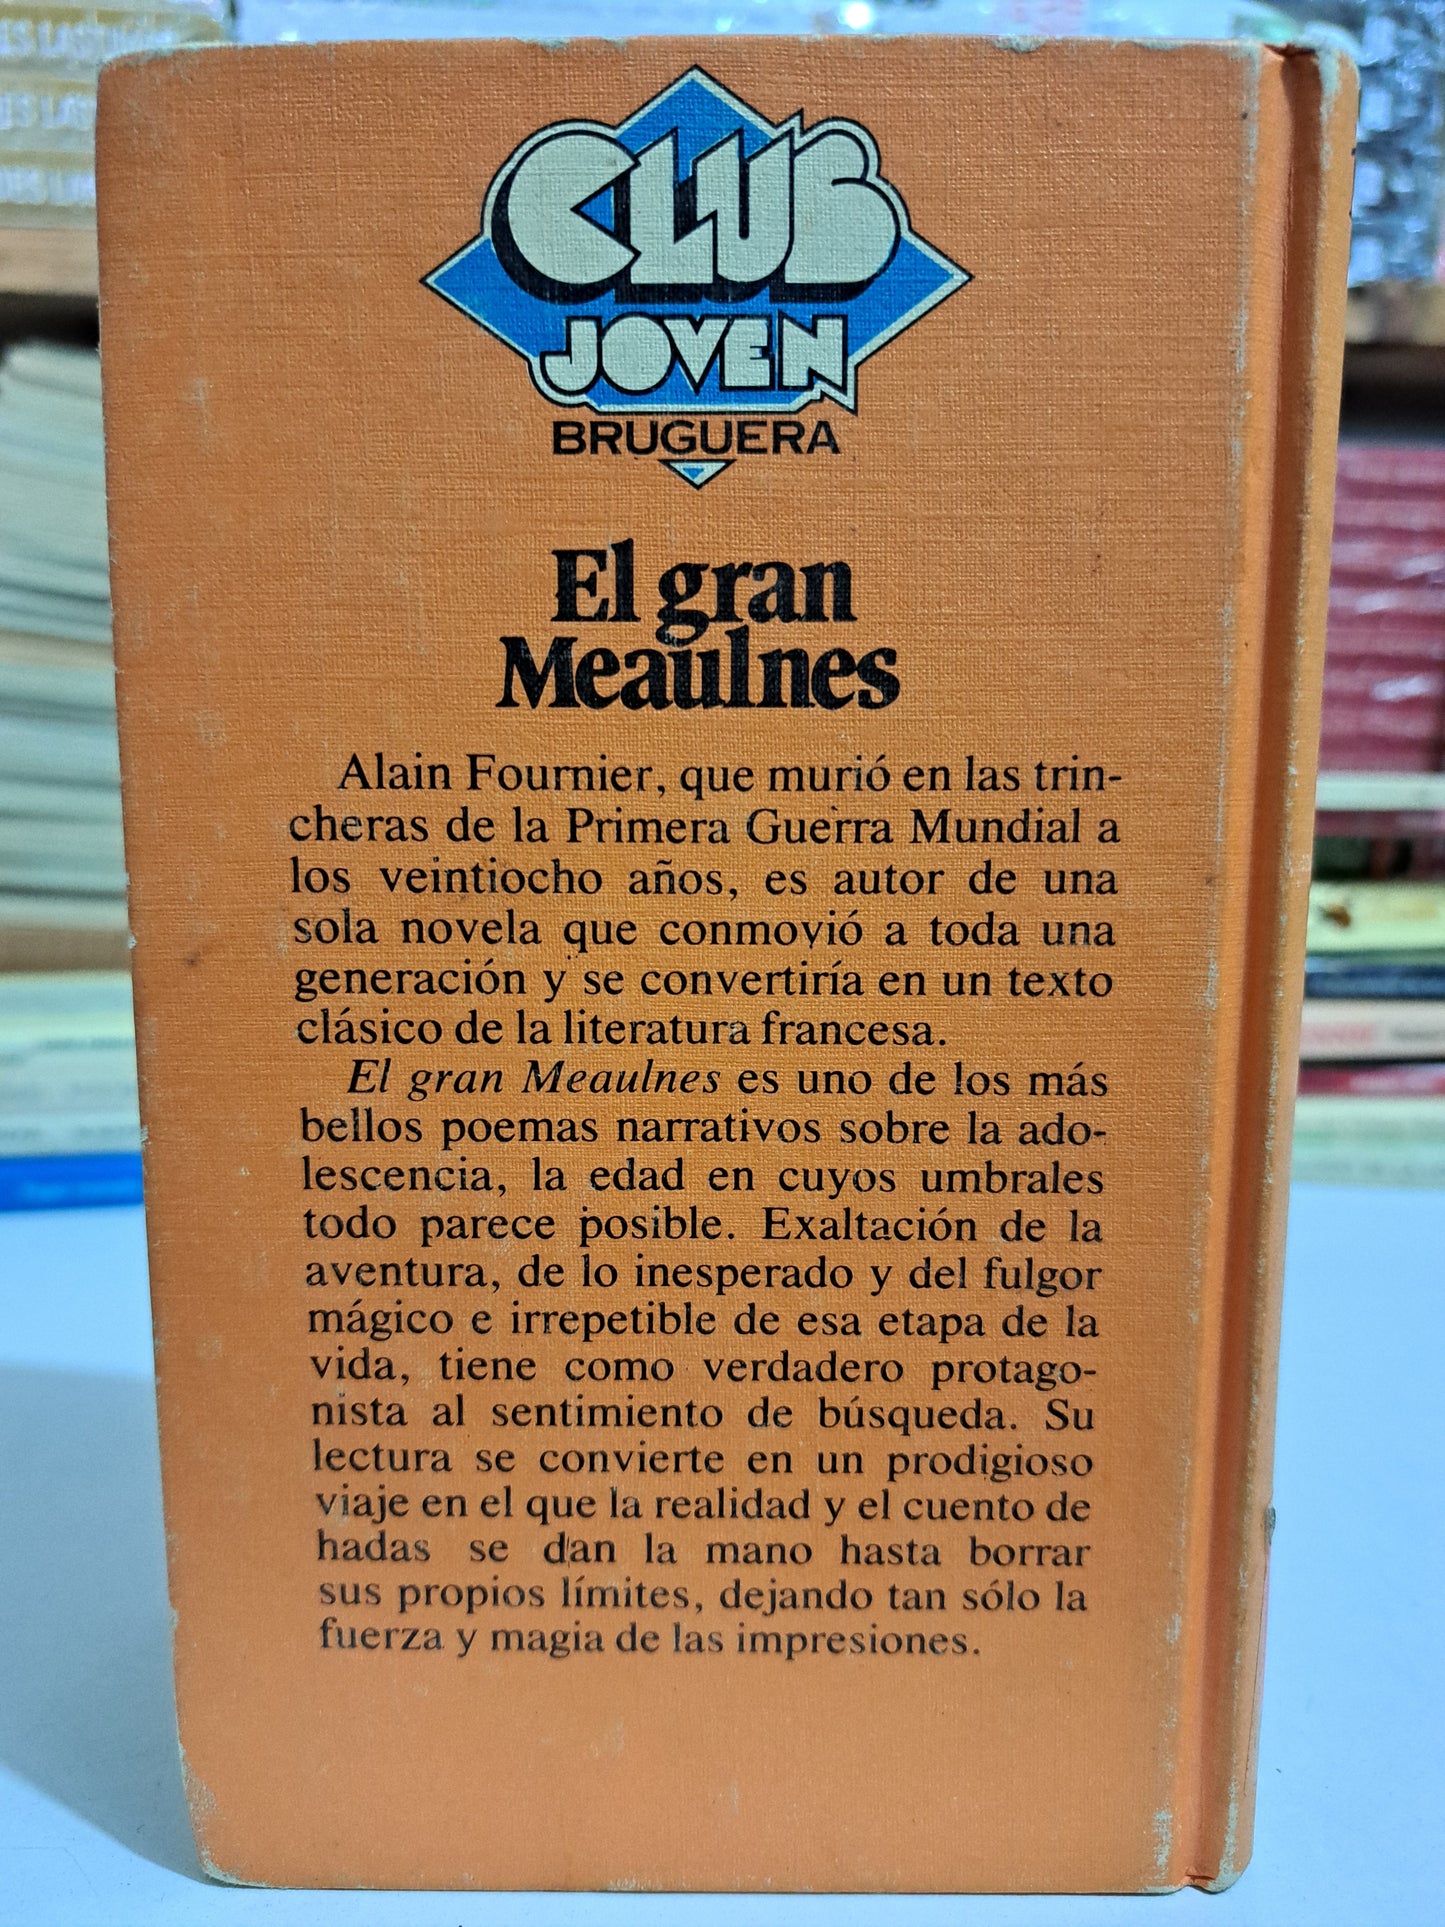 CLUB
JOVEN
BRUGUERA
El gran
Meaulnes
Alain Fournier, que murió en las trin-
cheras de la Primera Guerra Mundial a
los veintiocho años, es autor de una
sola novela que conmovió a toda una
generación y se convertiría en un texto
clásico de la literatura francesa.
El gran Meaulnes es uno de los más
bellos poemas narrativos sobre la ado-
lescencia, la edad en cuyos umbrales
todo parece posible. Exaltación de la
aventura, de lo inesperado y del fulgor
mágico e irrepetible de esa etapa de la
vida, tiene como verdadero protago-
nista al sentimiento de búsqueda. Su
lectura se convierte en un prodigioso
viaje en el que la realidad y el cuento de
hadas se dan la mano hasta borrar
sus propios límites, dejando tan sólo la
fuerza y magia de las impresiones.